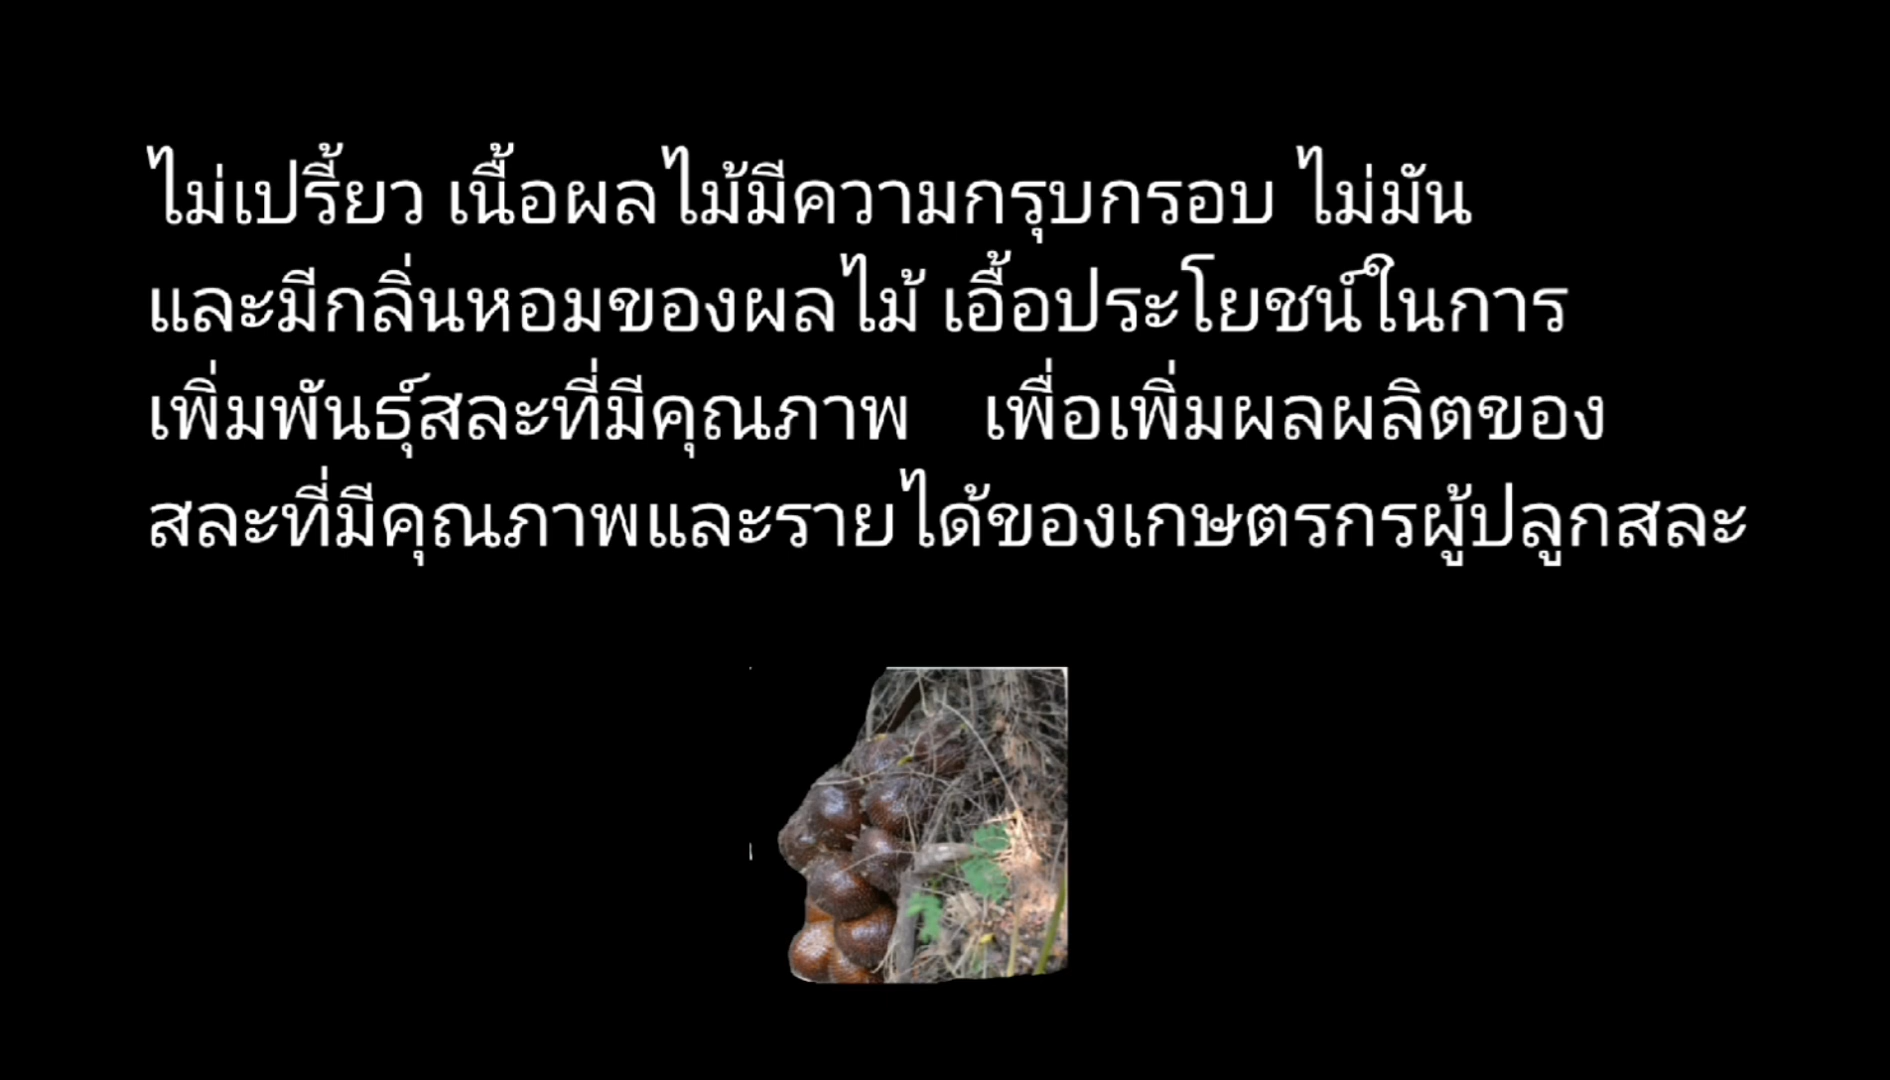 ไม่เปรี้ยว เนื้อผลไม้มีความกรุบกรอบ ไม่มัน
และมีกลิ่นหอมของผลไม้ เอื้อประโยชน์ในการ
เพิ่มพันธุ์สละที่มีคุณภาพ    เพื่อเพิ่มผลผลิตของ
สละที่มีคุณภาพและรายได้ของเกษตรกรผู้ปลูกสละ